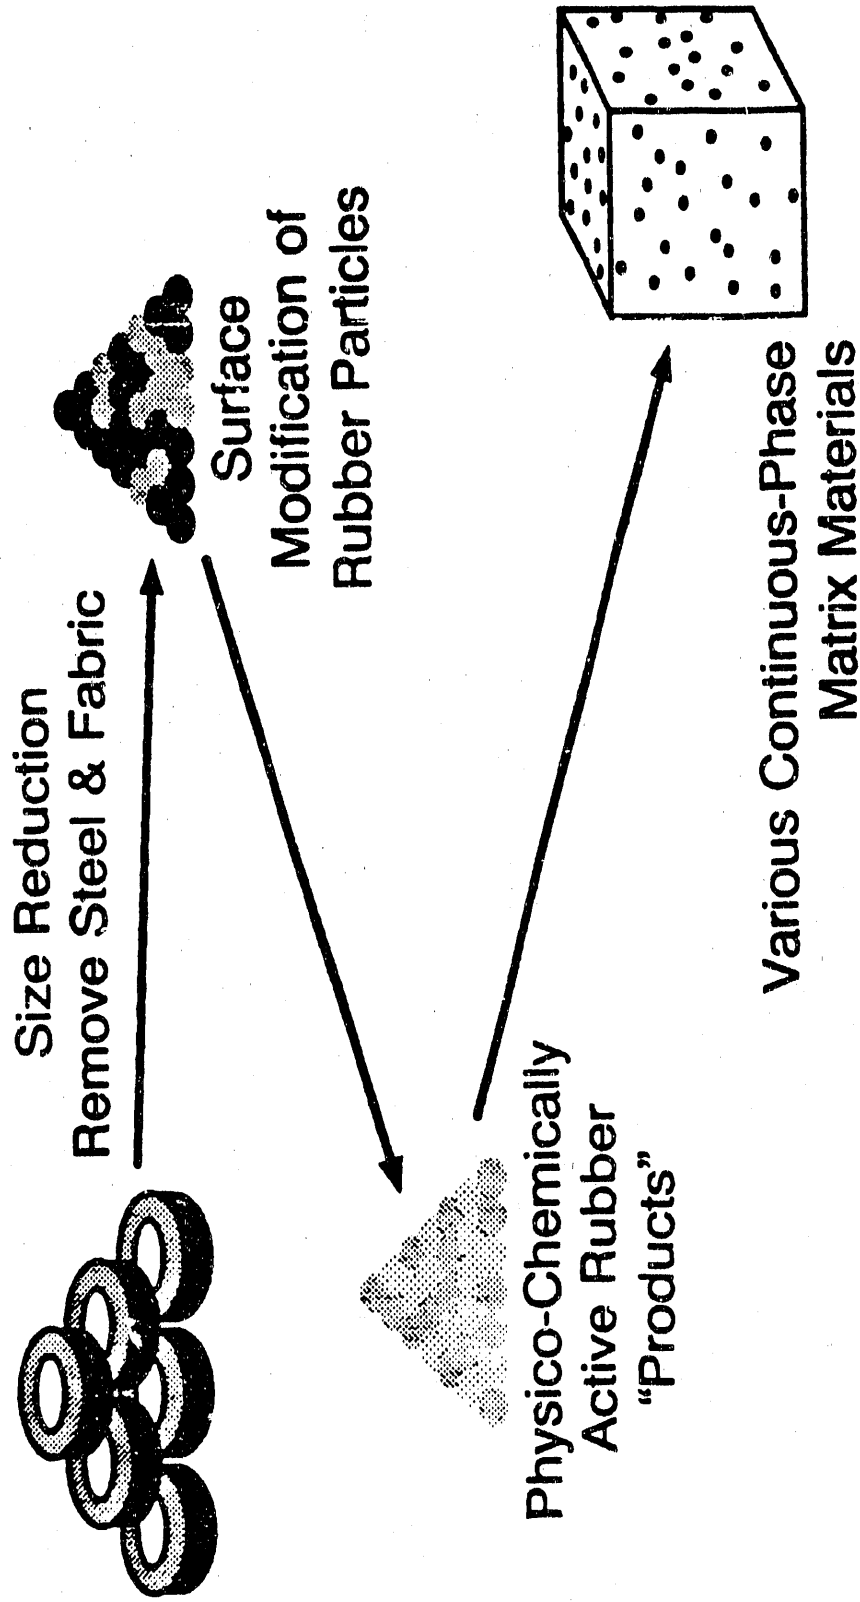 Size Reduction
Remove Steel & Fabric
Surface
Modification of
Rubber Particles
Physico-Chemically
Active Rubber
“Products”
Various Continuous-Phase
Matrix Materials